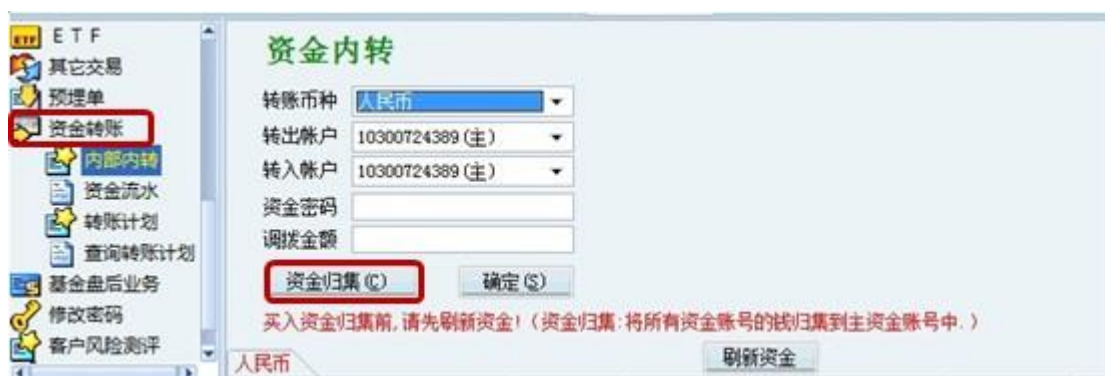 ETF
其它交易
预埋单
资金转账
内部内转
资金流水
转账计划
查询转账计划
基金盘后业务
修改密码
客户风险测评
资金内转
转账币种 人民币
转出帐户 10300724389(主)
转入帐户 10300724389(主)
资金密码
调拨金额
资金归集(C) 确定(S)
买入资金归集前,请先刷新资金!(资金归集:将所有资金账号的钱归集到主资金账号中.)
人民币 刷新资金